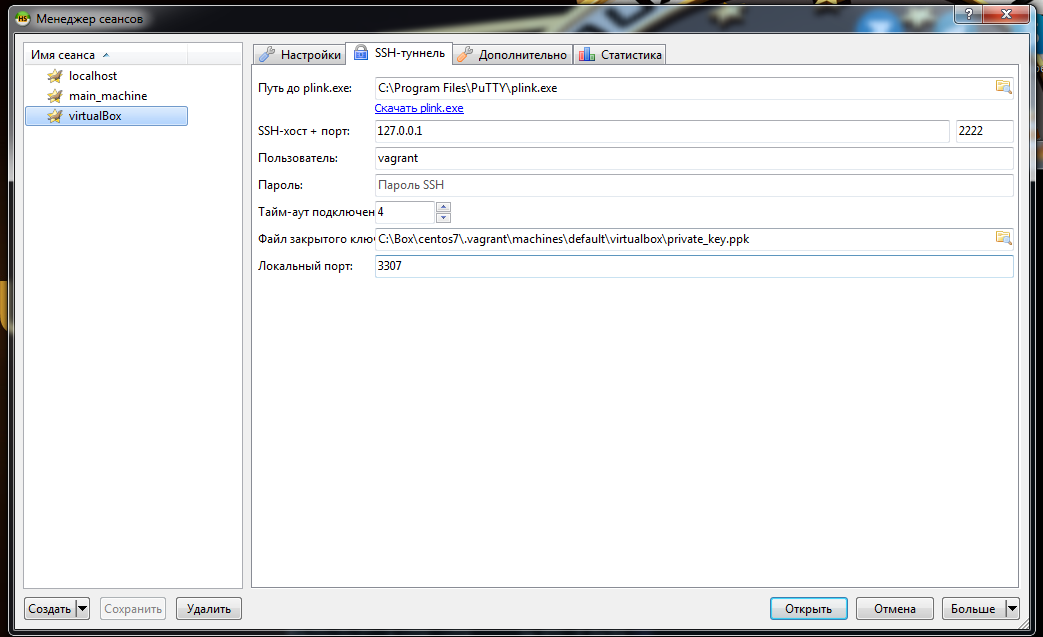 HS
Менеджер сеансов
?
Имя сеанса
localhost
main_machine
virtualBox
Настройки
SSH-туннель
Дополнительно
Статистика
Путь до plink.exe:
C:\Program Files\PuTTY\plink.exe
Скачать plink.exe
SSH-хост + порт:
127.0.0.1
2222
Пользователь:
vagrant
Пароль:
Пароль SSH
Тайм-аут подключен
4
Файл закрытого клю
C:\Box\centos7\.vagrant\machines\default\virtualbox\private_key.ppk
Локальный порт:
3307
Создать
Сохранить
Удалить
Открыть
Отмена
Больше